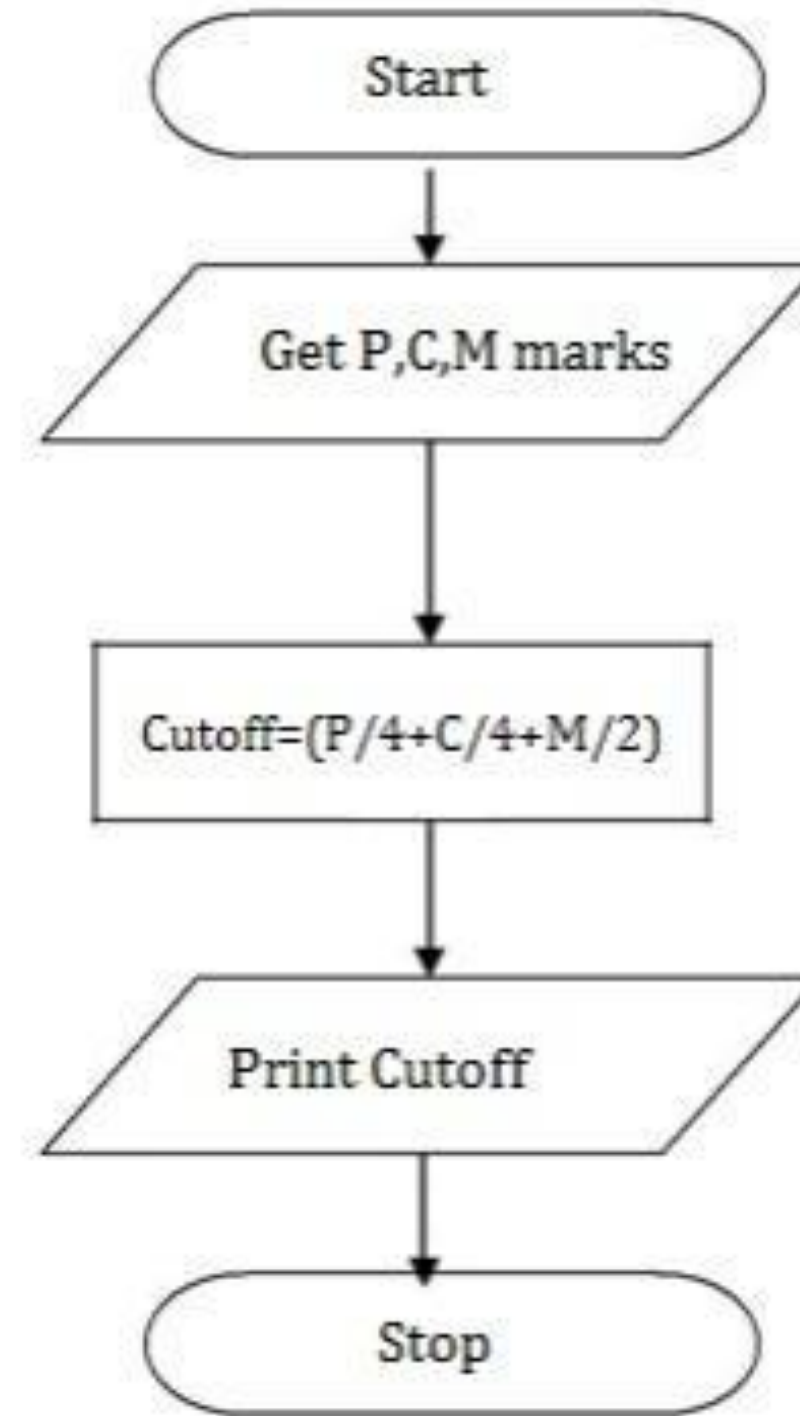 Start
Get P,C,M marks
Cutoff=(P/4+C/4+M/2)
Print Cutoff
Stop